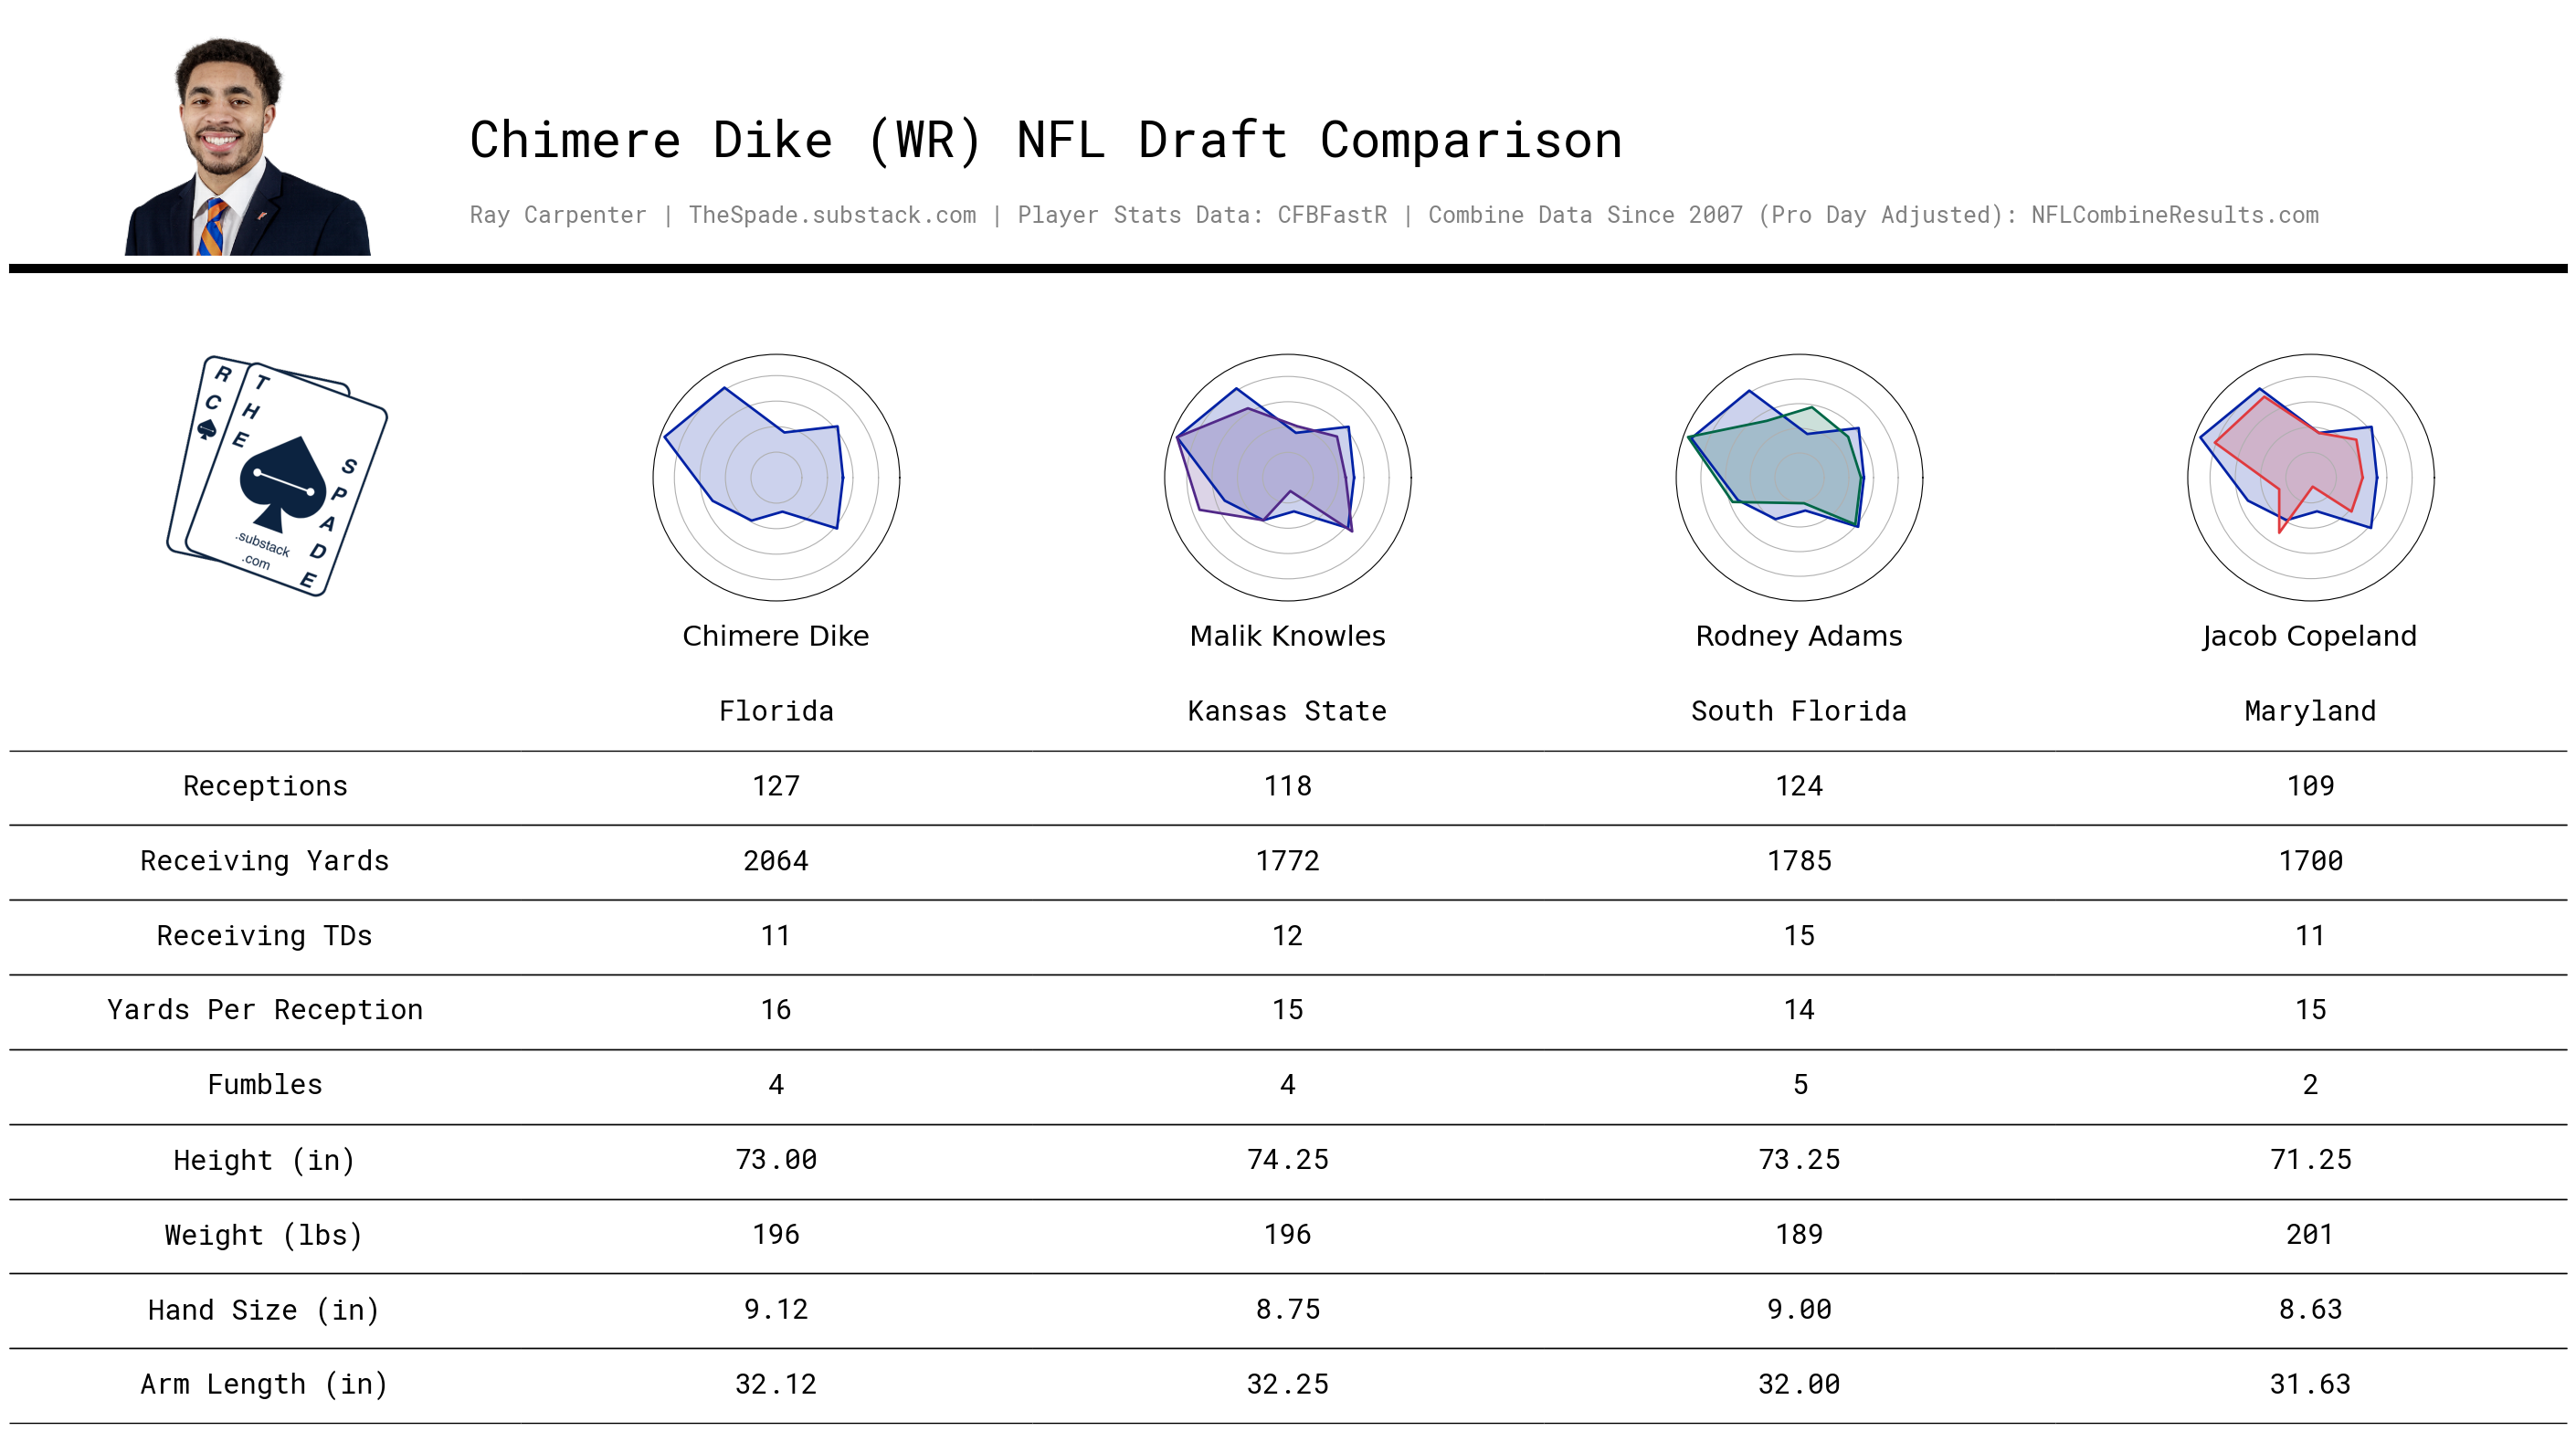 Chimere Dike (WR) NFL Draft Comparison
Ray Carpenter | TheSpade.substack.com | Player Stats Data: CFBFastR | Combine Data Since 2007 (Pro Day Adjusted): NFLCombineResults.com
R C
THE
SPADE
.substack
.com
Chimere Dike Malik Knowles Rodney Adams Jacob Copeland
Florida Kansas State South Florida Maryland
Receptions 127 118 124 109
Receiving Yards 2064 1772 1785 1700
Receiving TDs 11 12 15 11
Yards Per Reception 16 15 14 15
Fumbles 4 4 5 2
Height (in) 73.00 74.25 73.25 71.25
Weight (lbs) 196 196 189 201
Hand Size (in) 9.12 8.75 9.00 8.63
Arm Length (in) 32.12 32.25 32.00 31.63